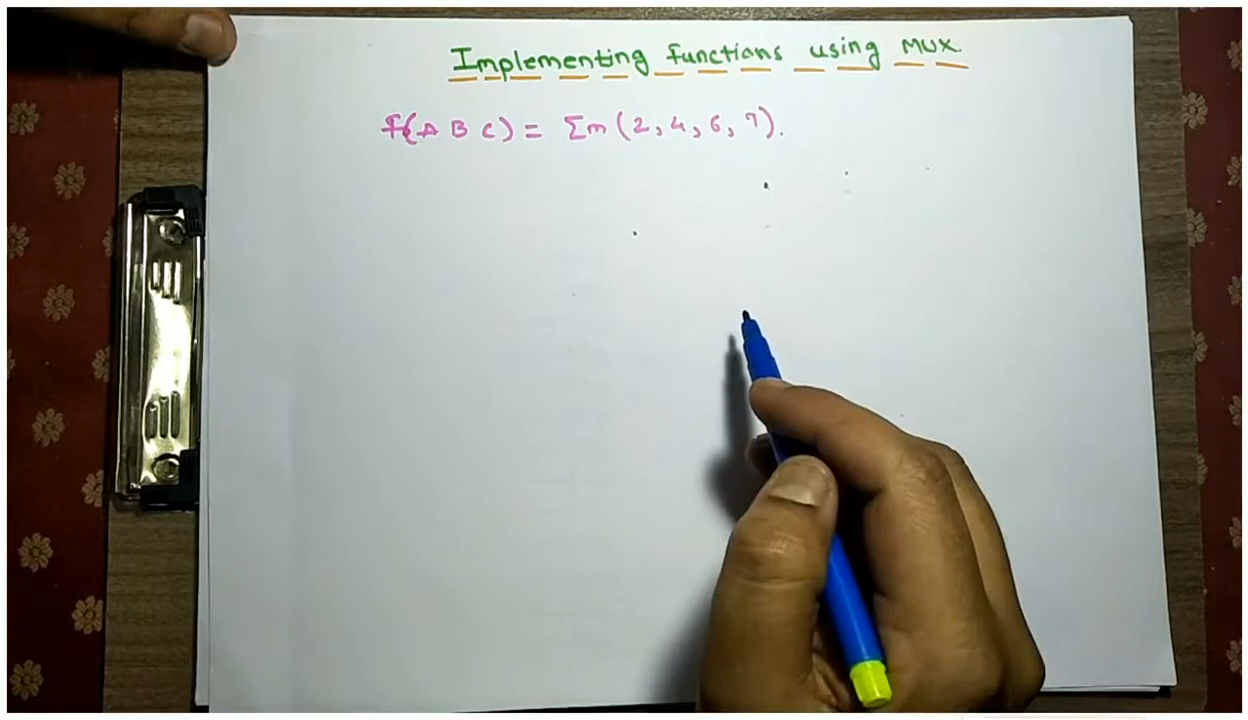 Implementing functions using MUX.
f(A B C) = Σm (2, 4, 6, 7).